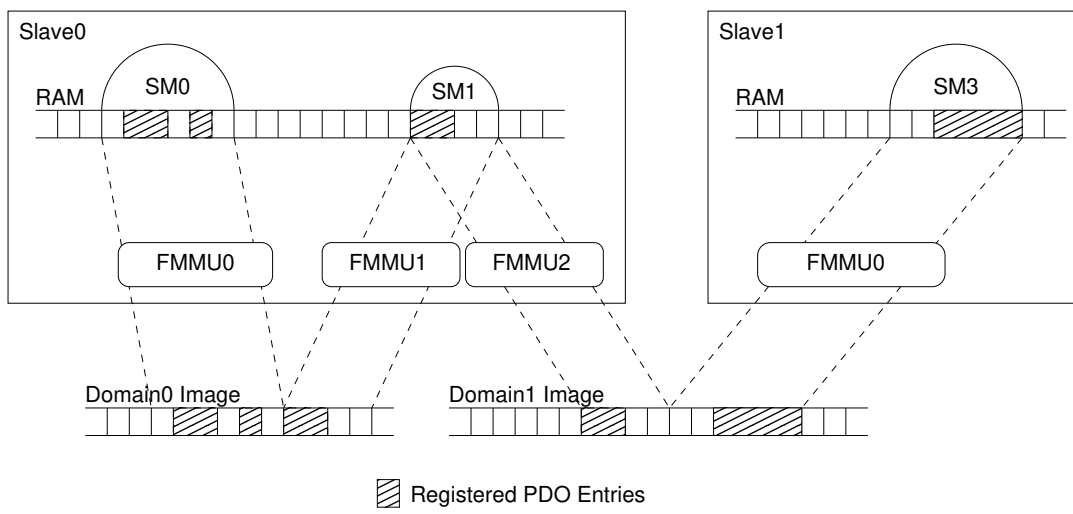 Slave0
Slave1
SM0
SM1
SM3
RAM
RAM
FMMU0
FMMU1
FMMU2
FMMU0
Domain0 Image
Domain1 Image
Registered PDO Entries